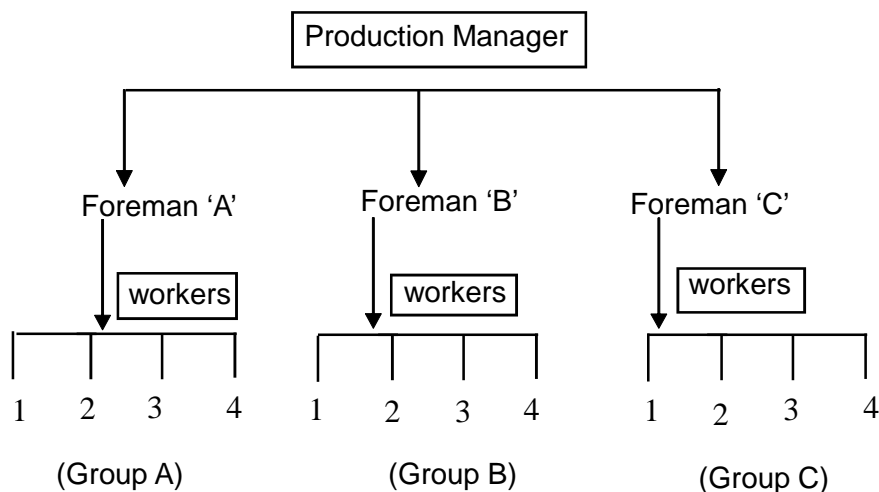 Production Manager
Foreman ‘A’
Foreman ‘B’
Foreman ‘C’
workers
workers
workers
1 2 3 4
1 2 3 4
1 2 3 4
(Group A)
(Group B)
(Group C)